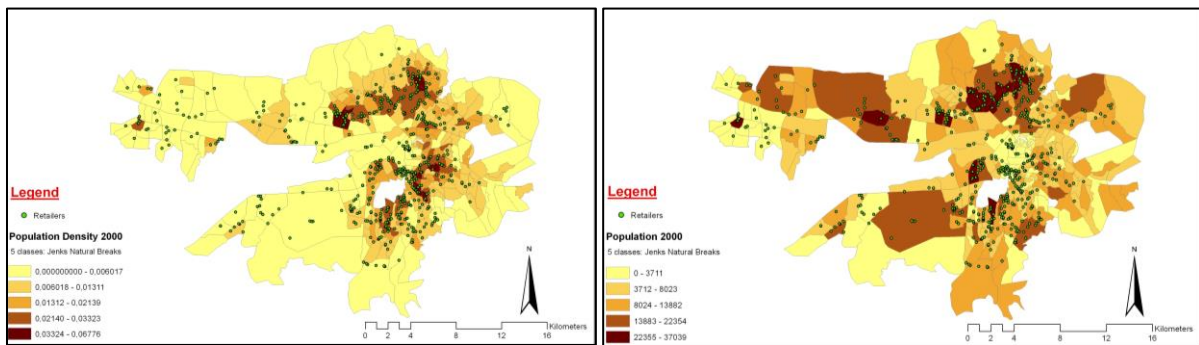 Legend
Retailers
Population Density 2000
5 classes: Jenks Natural Breaks
0,000000000 - 0,006017
0,006018 - 0,01311
0,01312 - 0,02139
0,02140 - 0,03323
0,03324 - 0,06776
N
Kilometers
0 2 4 8 12 16
Legend
Retailers
Population 2000
5 classes: Jenks Natural Breaks
0 - 3711
3712 - 8023
8024 - 13882
13883 - 22354
22355 - 37039
N
Kilometers
0 2 4 8 12 16